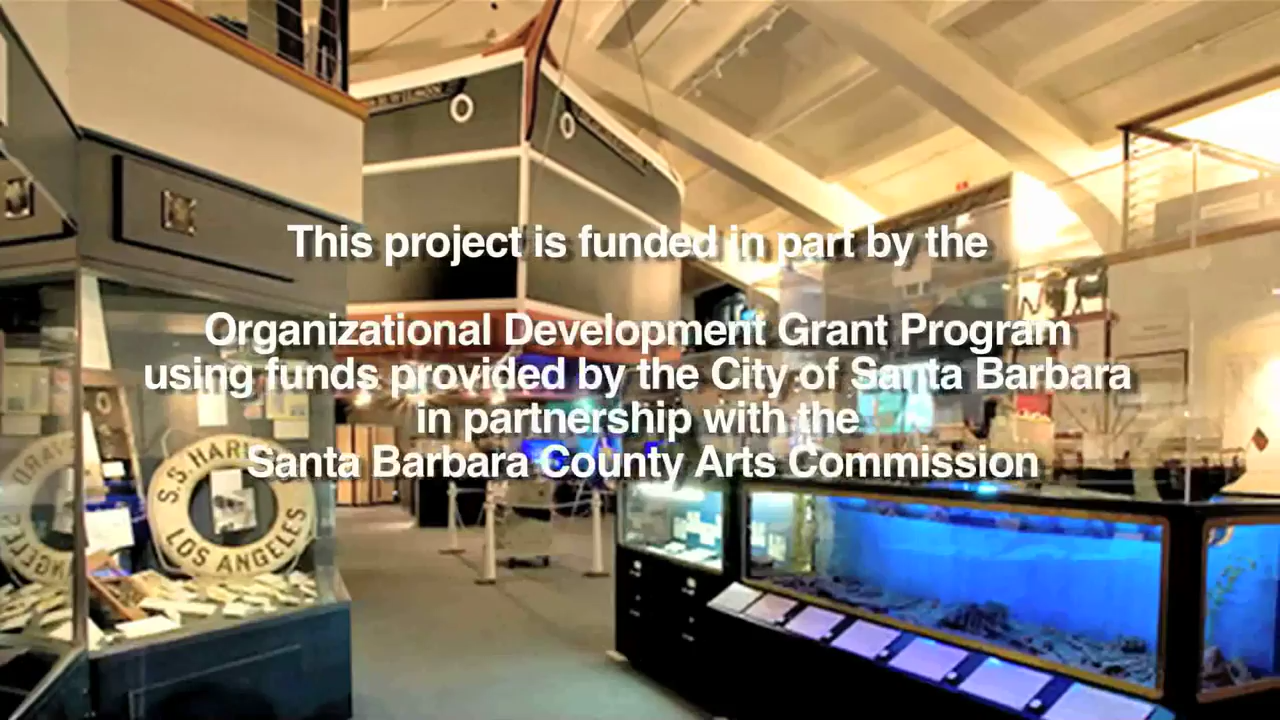 This project is funded in part by the
Organizational Development Grant Program
using funds provided by the City of Santa Barbara
in partnership with the
Santa Barbara County Arts Commission
S.S. HAR
LOS ANGELES